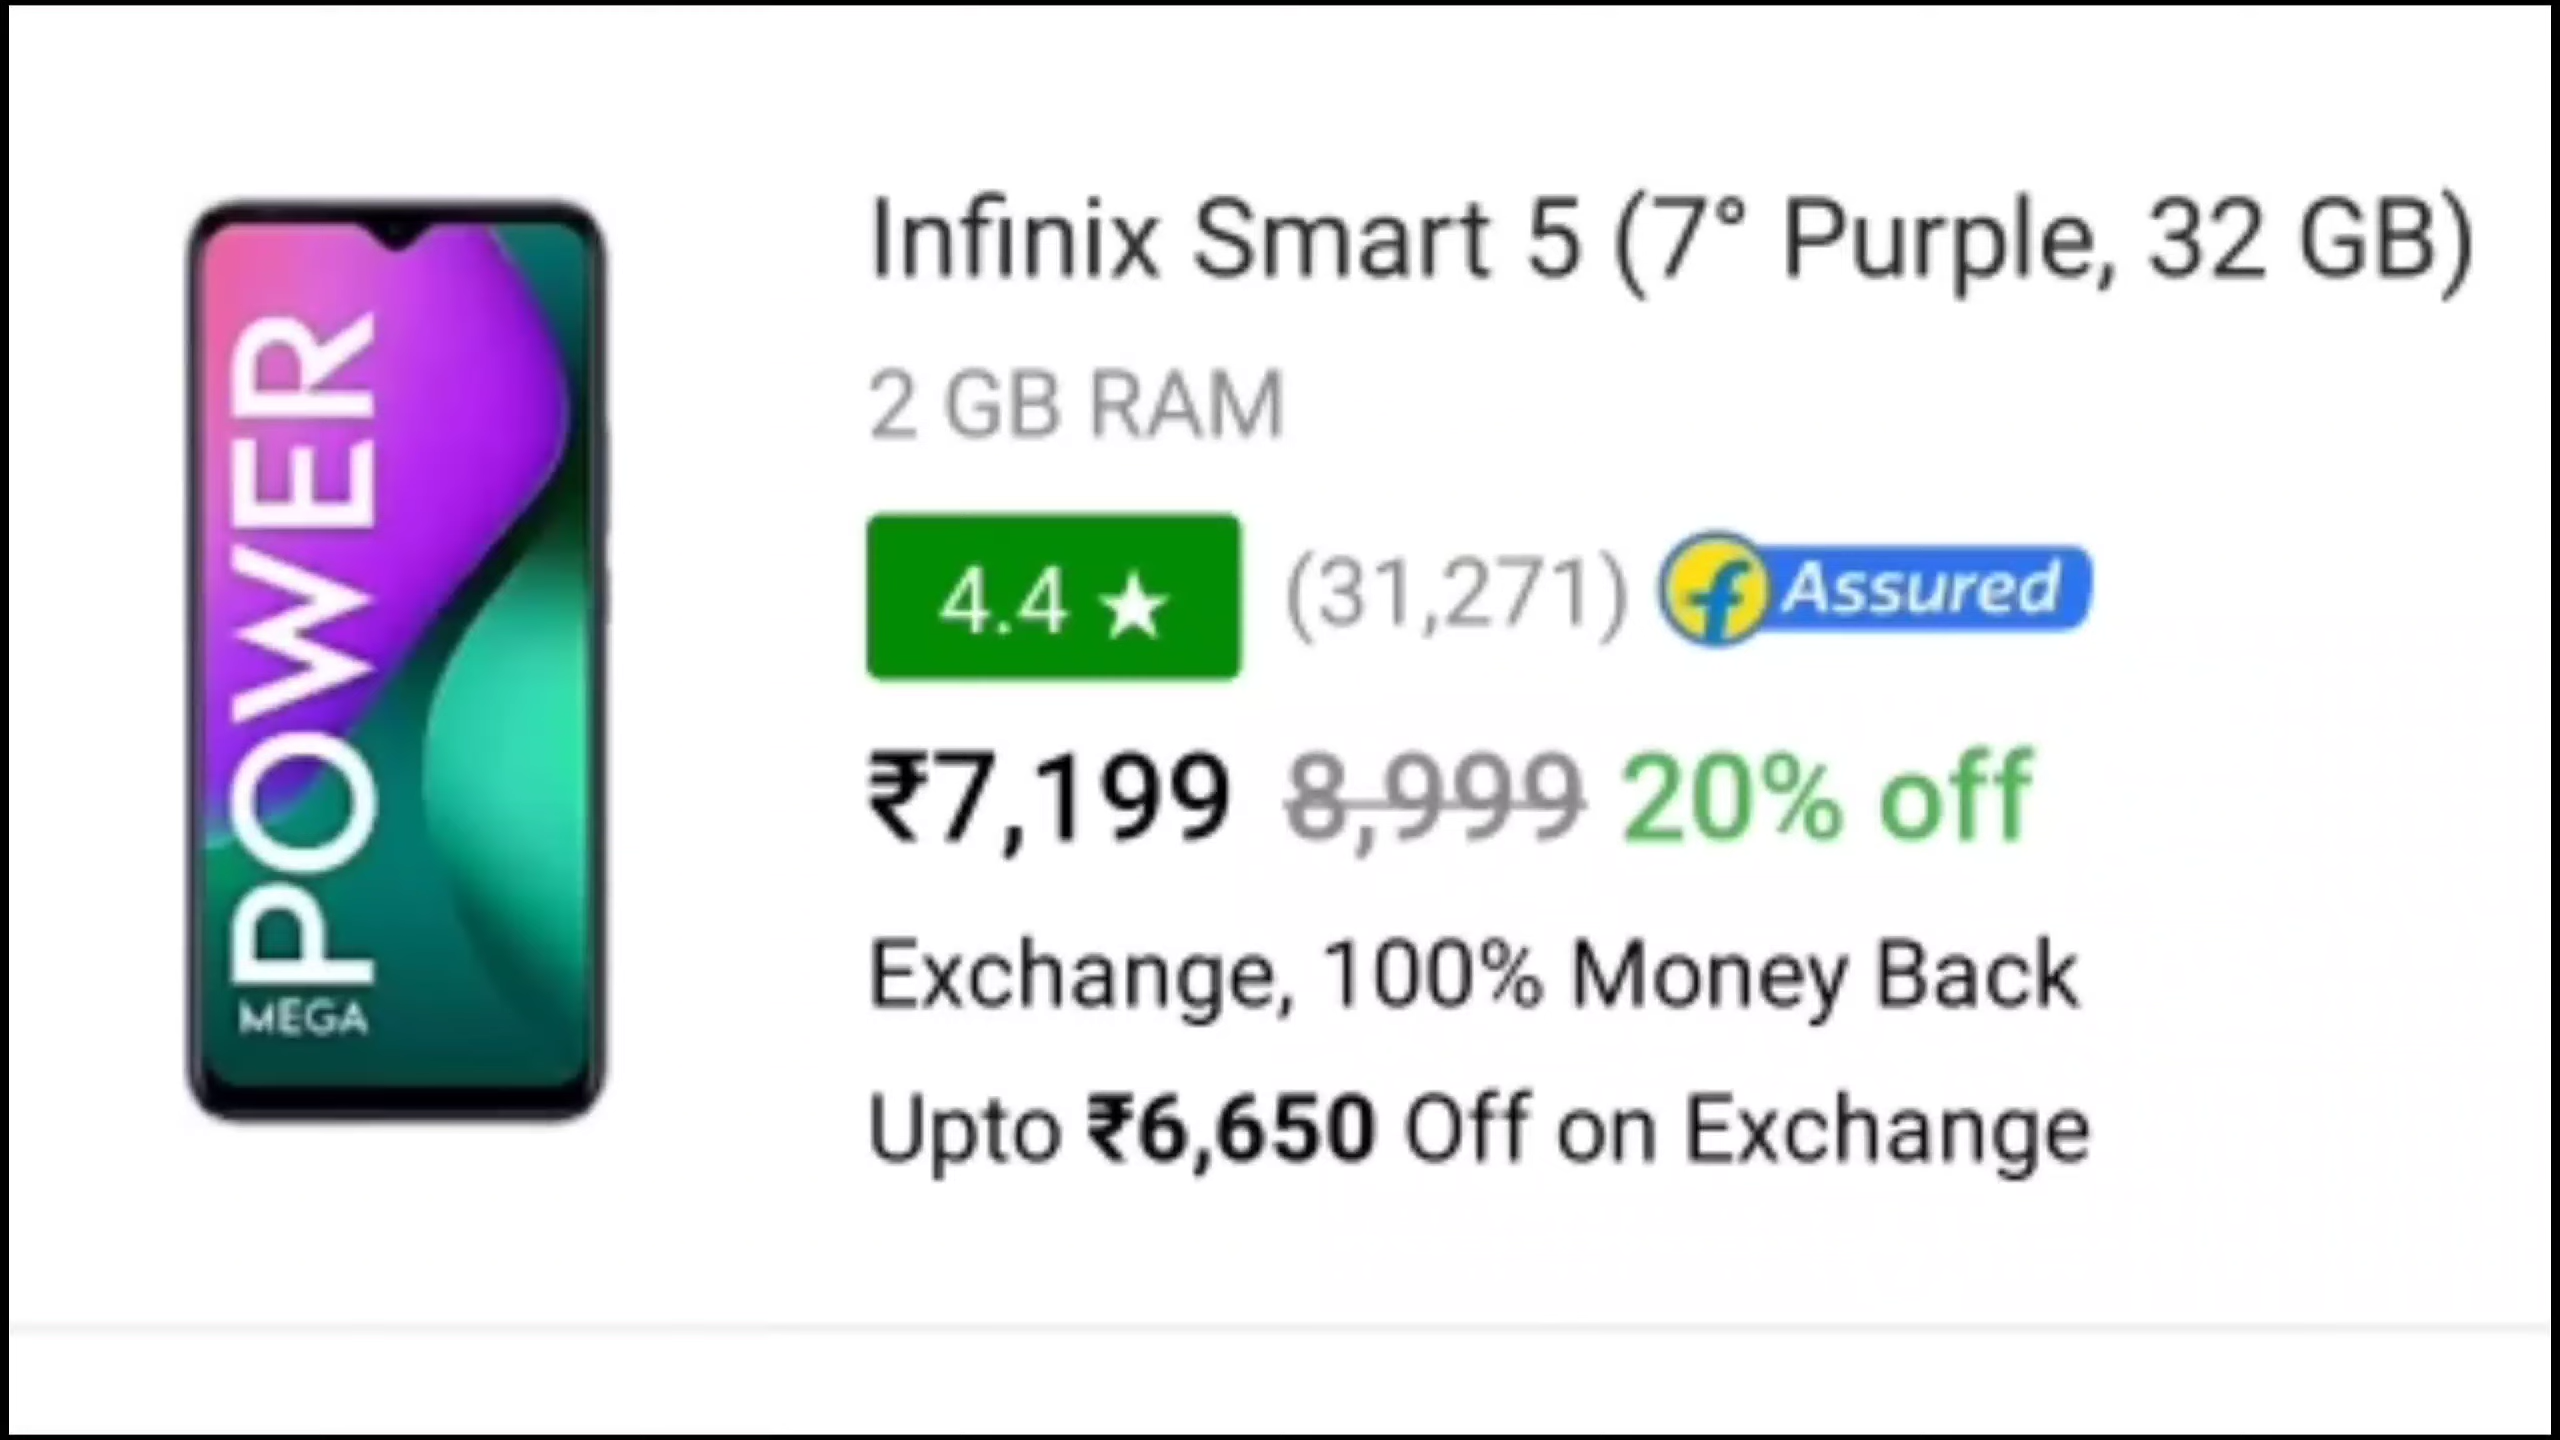 POWER
MEGA
Infinix Smart 5 (7° Purple, 32 GB)
2 GB RAM
4.4 ★ (31,271) f Assured
₹7,199 8,999 20% off
Exchange, 100% Money Back
Upto ₹6,650 Off on Exchange